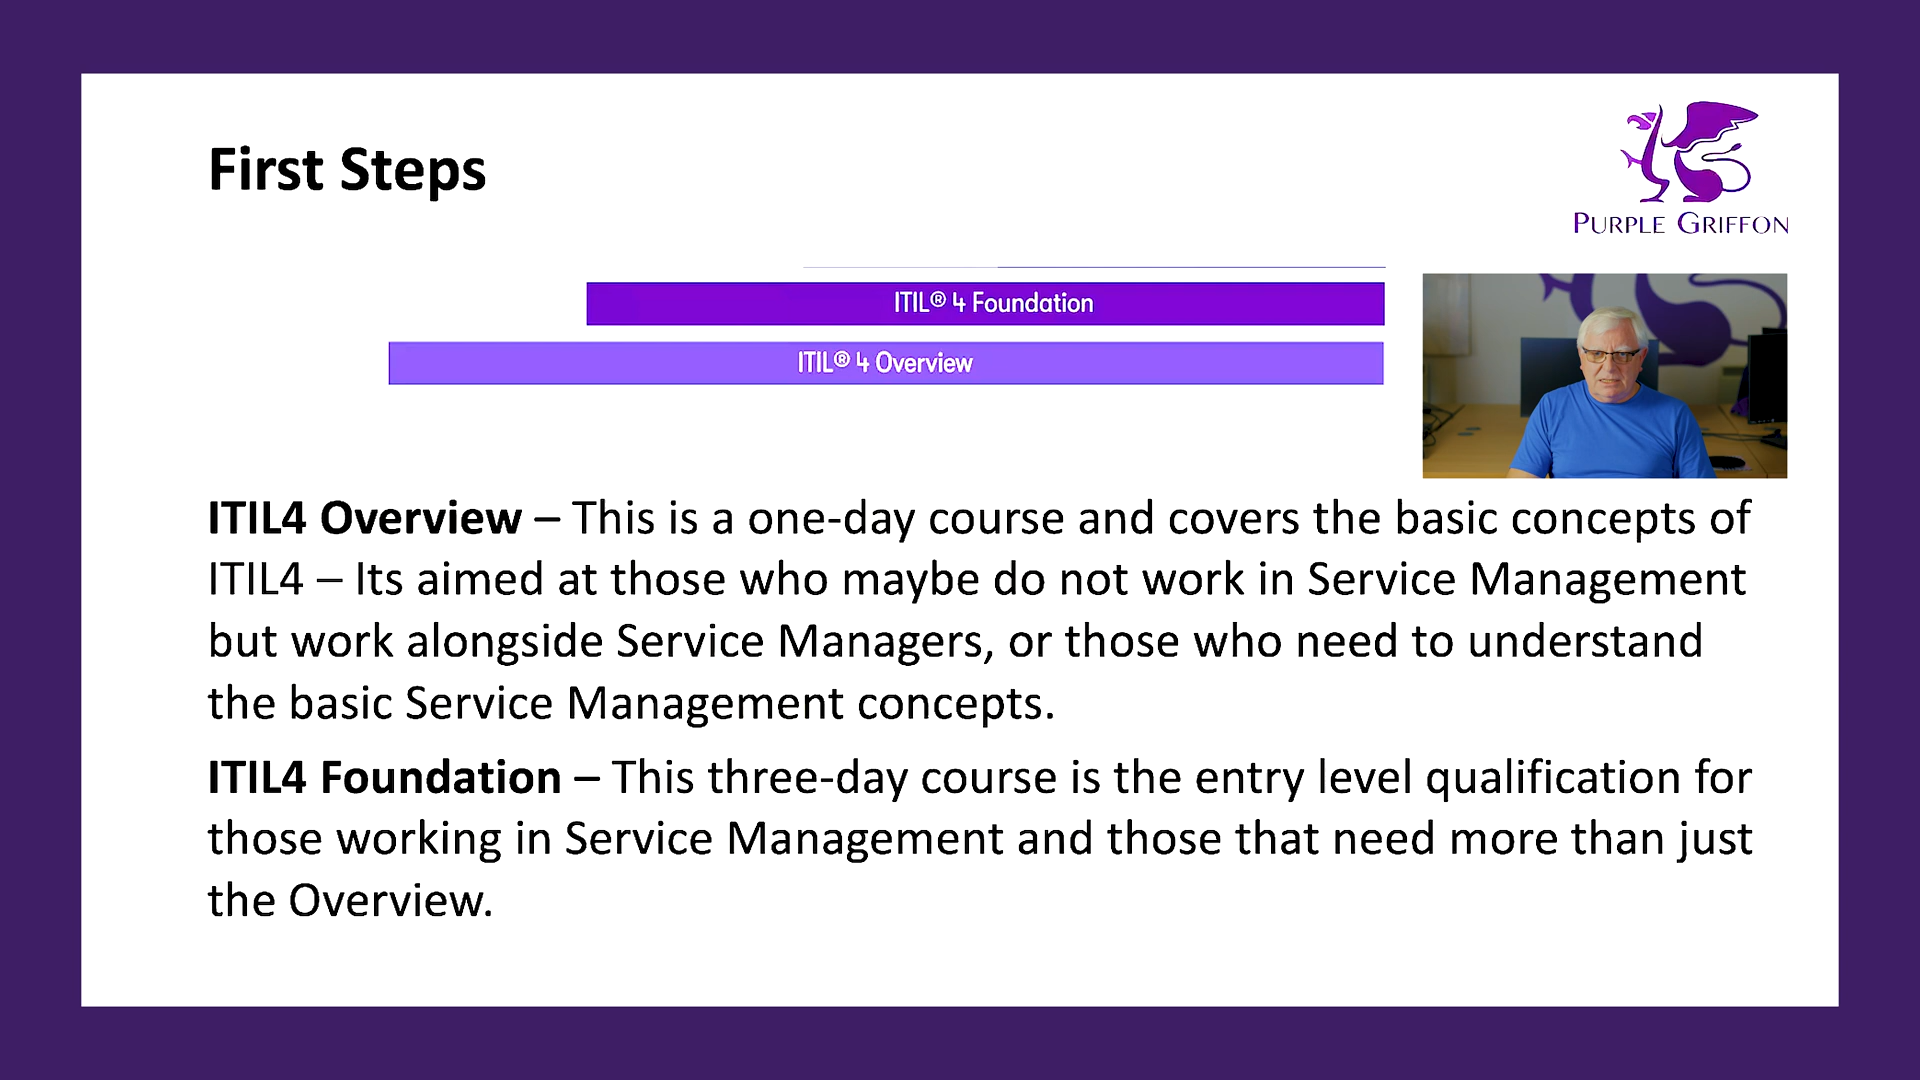 First Steps
PURPLE GRIFFON
ITIL® 4 Foundation
ITIL® 4 Overview
ITIL4 Overview – This is a one-day course and covers the basic concepts of
ITIL4 – Its aimed at those who maybe do not work in Service Management
but work alongside Service Managers, or those who need to understand
the basic Service Management concepts.
ITIL4 Foundation – This three-day course is the entry level qualification for
those working in Service Management and those that need more than just
the Overview.